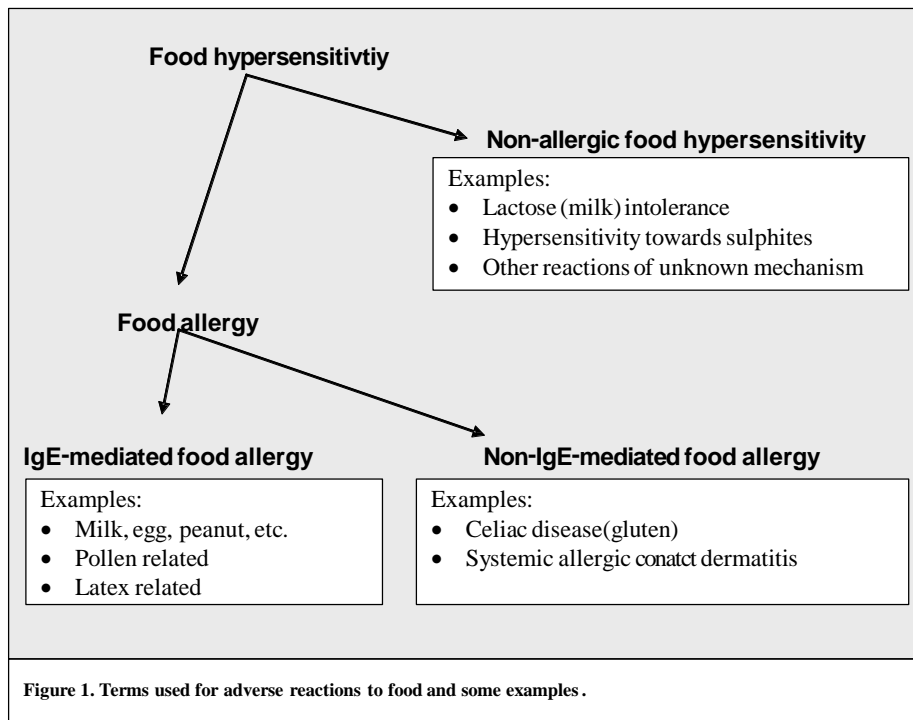 Food hypersensitivtiy
Non-allergic food hypersensitivity
Examples:
• Lactose (milk) intolerance
• Hypersensitivity towards sulphites
• Other reactions of unknown mechanism
Food allergy
IgE-mediated food allergy
Examples:
• Milk, egg, peanut, etc.
• Pollen related
• Latex related
Non-IgE-mediated food allergy
Examples:
• Celiac disease(gluten)
• Systemic allergic conatct dermatitis
Figure 1. Terms used for adverse reactions to food and some examples.